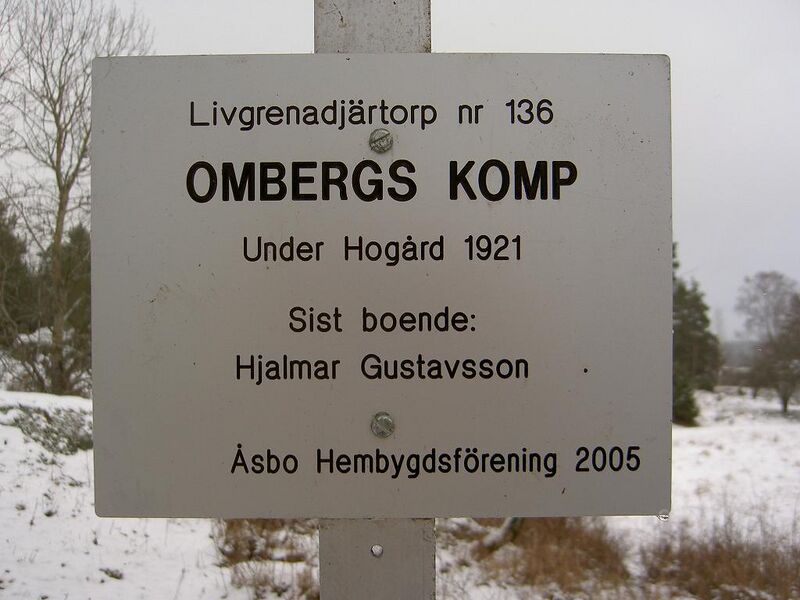 Livgrenadjärtorp nr 136
OMBERGS KOMP
Under Hogård 1921
Sist boende:
Hjalmar Gustavsson
Åsbo Hembygdsförening 2005